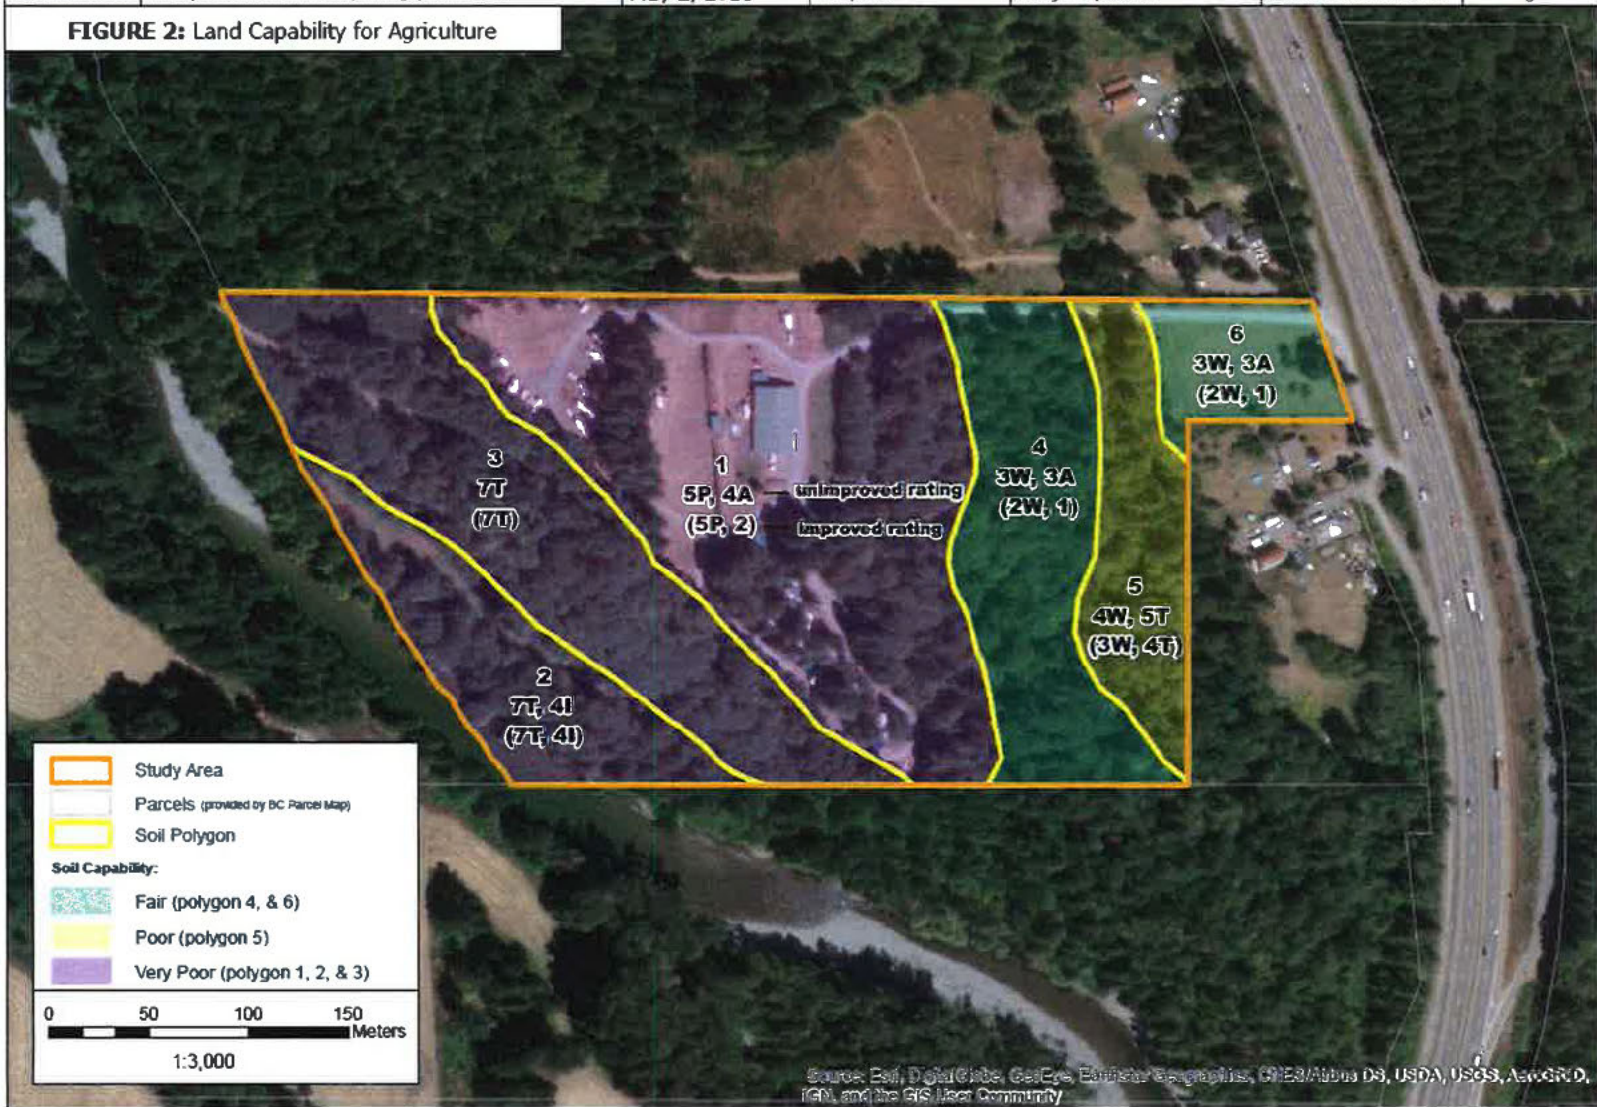 FIGURE 2: Land Capability for Agriculture
6
3W, 3A
(2W, 1)
4
3W, 3A
(2W, 1)
3
7T
(7T)
1
5P, 4A — unimproved rating
(5P, 2) — improved rating
5
4W, 5T
(3W, 4T)
2
7T, 4I
(7T, 4I)
Study Area
Parcels (provided by BC Parcel Map)
Soil Polygon
Soil Capability:
Fair (polygon 4, & 6)
Poor (polygon 5)
Very Poor (polygon 1, 2, & 3)
0 50 100 150
Meters
1:3,000
Source: Esri, DigitalGlobe, GeoEye, Earthstar Geographics, CNES/Airbus DS, USDA, USGS, AeroGRID,
IGN, and the GIS User Community